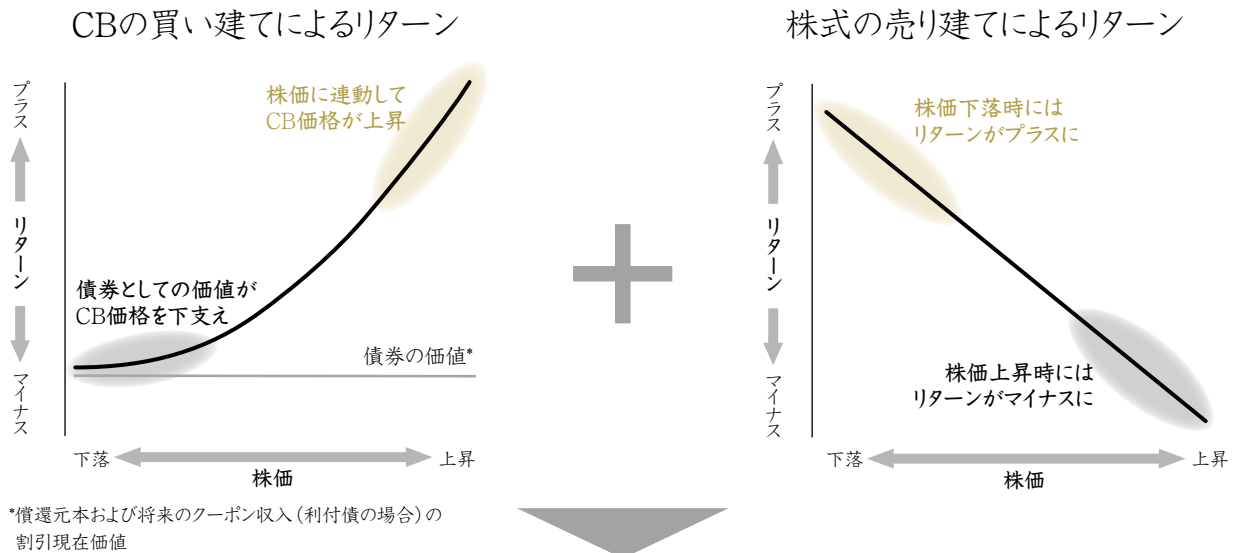 CBの買い建てによるリターン
プラス
リターン
マイナス
株価に連動して
CB価格が上昇
債券としての価値が
CB価格を下支え
債券の価値*
下落
上昇
株価
*償還元本および将来のクーポン収入(利付債の場合)の
割引現在価値
株式の売り建てによるリターン
プラス
リターン
マイナス
株価下落時には
リターンがプラスに
株価上昇時には
リターンがマイナスに
下落
上昇
株価